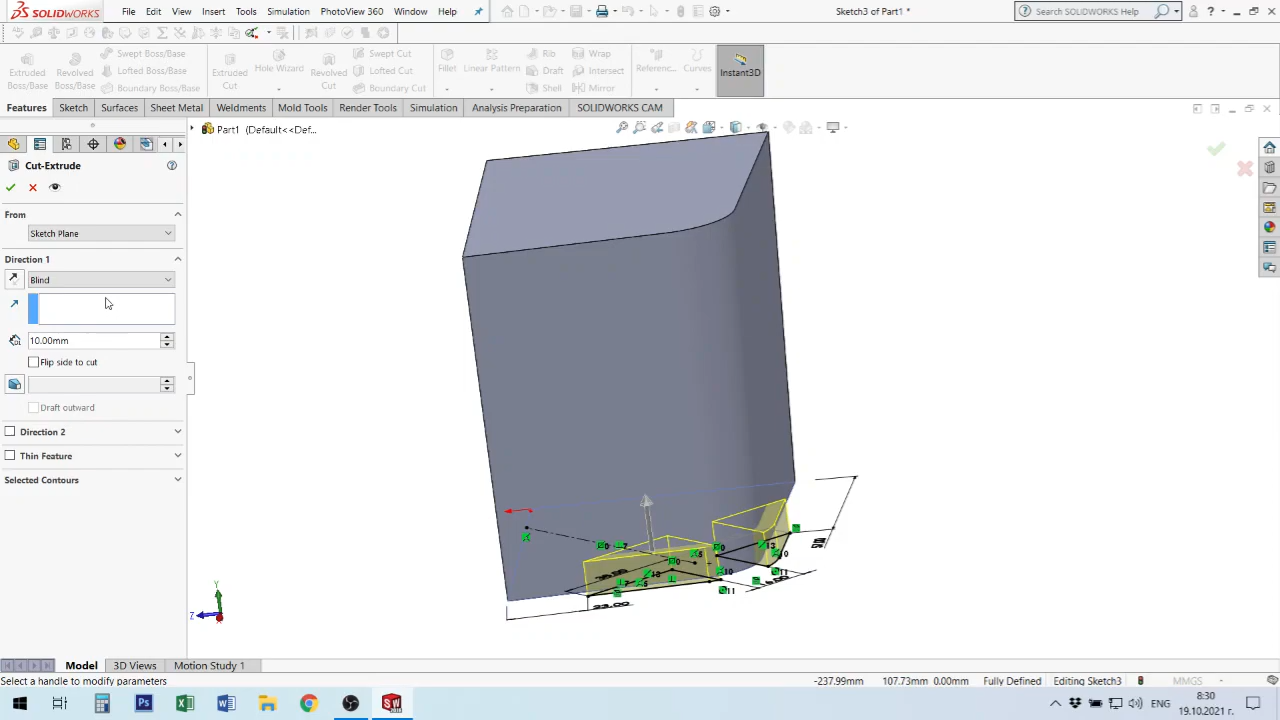 SOLIDWORKS
File
Edit
View
Insert
Tools
Simulation
PhotoView 360
Window
Help
Sketch3 of Part1 *
Search SOLIDWORKS Help
Extruded Boss/Base
Revolved Boss/Base
Swept Boss/Base
Lofted Boss/Base
Boundary Boss/Base
Extruded Cut
Hole Wizard
Revolved Cut
Swept Cut
Lofted Cut
Boundary Cut
Fillet
Linear Pattern
Rib
Draft
Shell
Wrap
Intersect
Mirror
Referenc...
Curves
Instant3D
Features
Sketch
Surfaces
Sheet Metal
Weldments
Mold Tools
Render Tools
Simulation
Analysis Preparation
SOLIDWORKS CAM
Part1 (Default<<Def...
Cut-Extrude
From
Sketch Plane
Direction 1
Blind
10.00mm
Flip side to cut
Draft outward
Direction 2
Thin Feature
Selected Contours
23.00
Y
Z
Model
3D Views
Motion Study 1
Select a handle to modify parameters
-237.99mm
107.73mm 0.00mm
Fully Defined
Editing Sketch3
MMGS
ENG
8:30
19.10.2021 г.